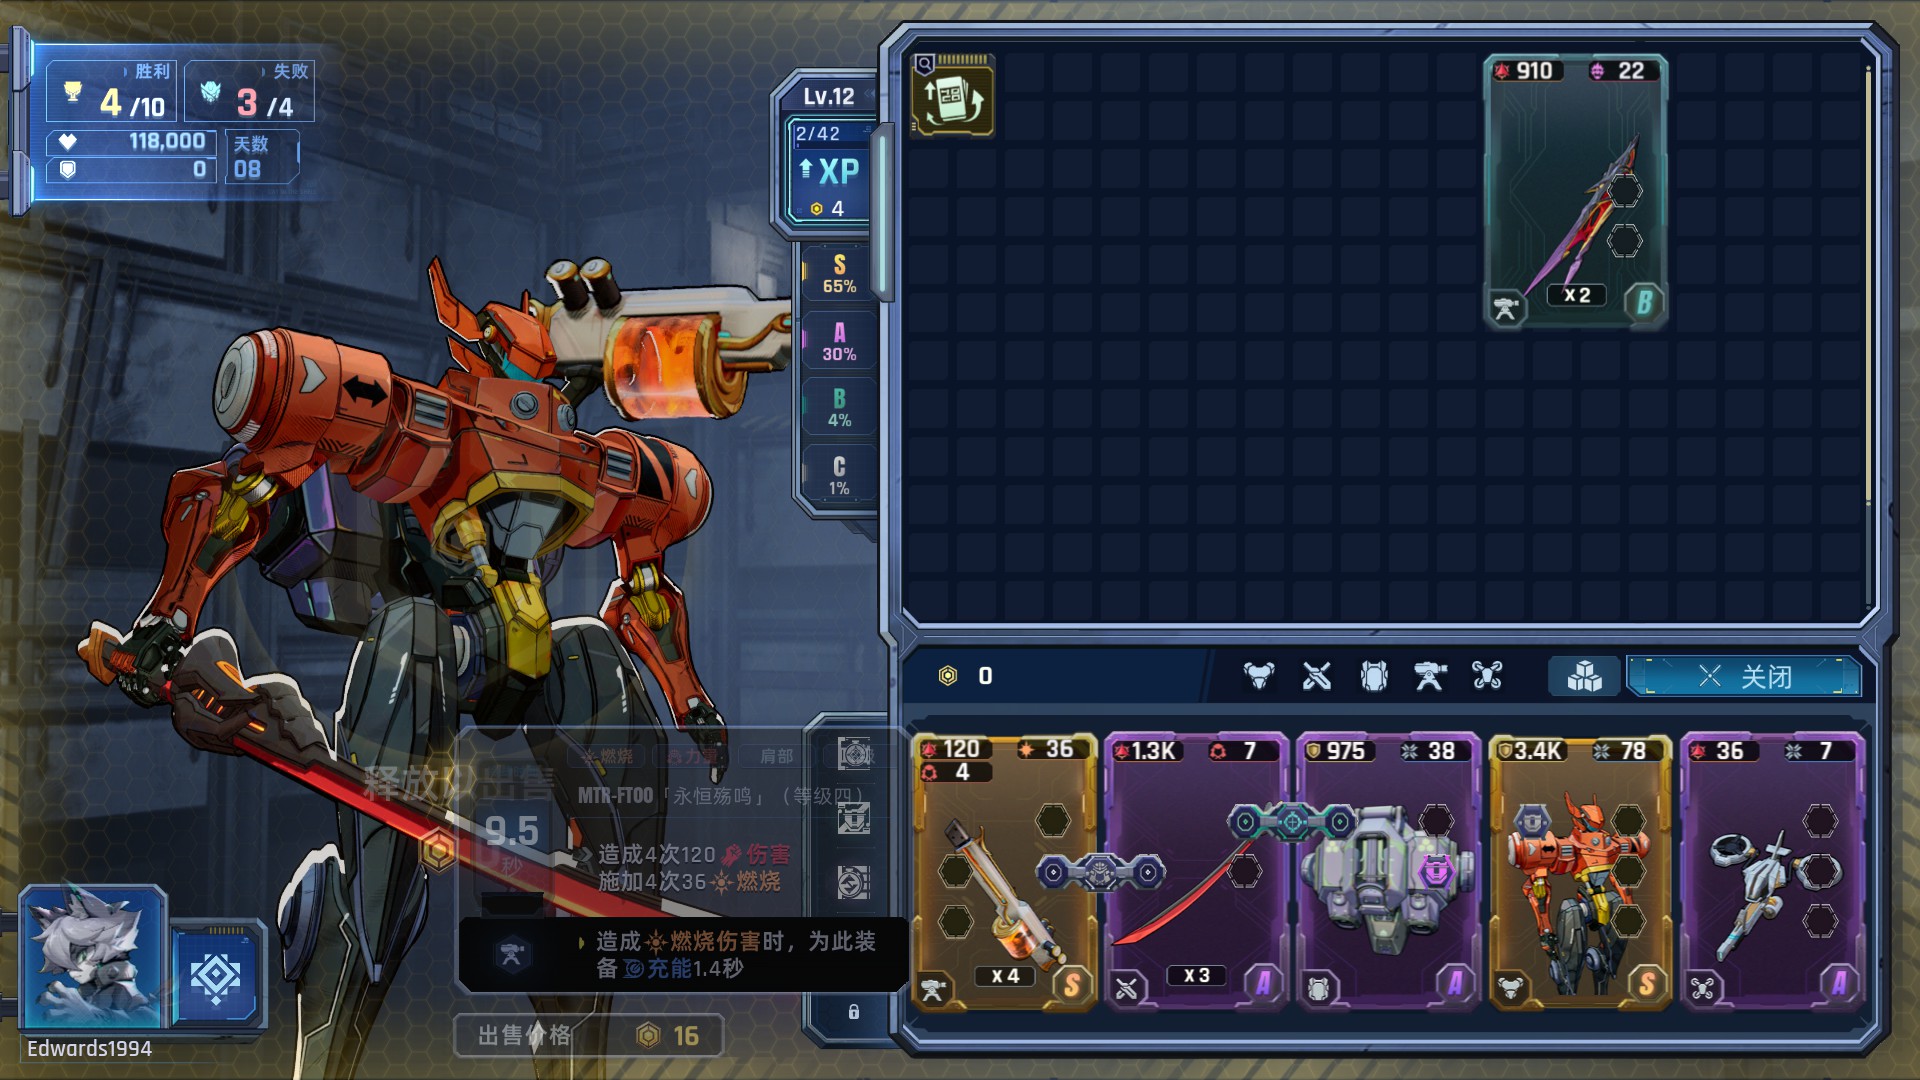 胜利
4 /10
失败
3 /4
118,000
0
天数
08
Lv.12
2/42
XP
4
S
65%
A
30%
B
4%
C
1%
28
910
22
x2
B
0
关闭
120
36
4
x4
S
1.3K
7
x3
A
975
38
A
3.4K
78
S
36
7
A
燃烧
肩部
释放以出售
MTR-FT00「永恒殇鸣」（等级四）
9.5
秒
造成4次120伤害
施加4次36燃烧
造成燃烧伤害时，为此装
备充能1.4秒
出售价格
16
Edwards1994